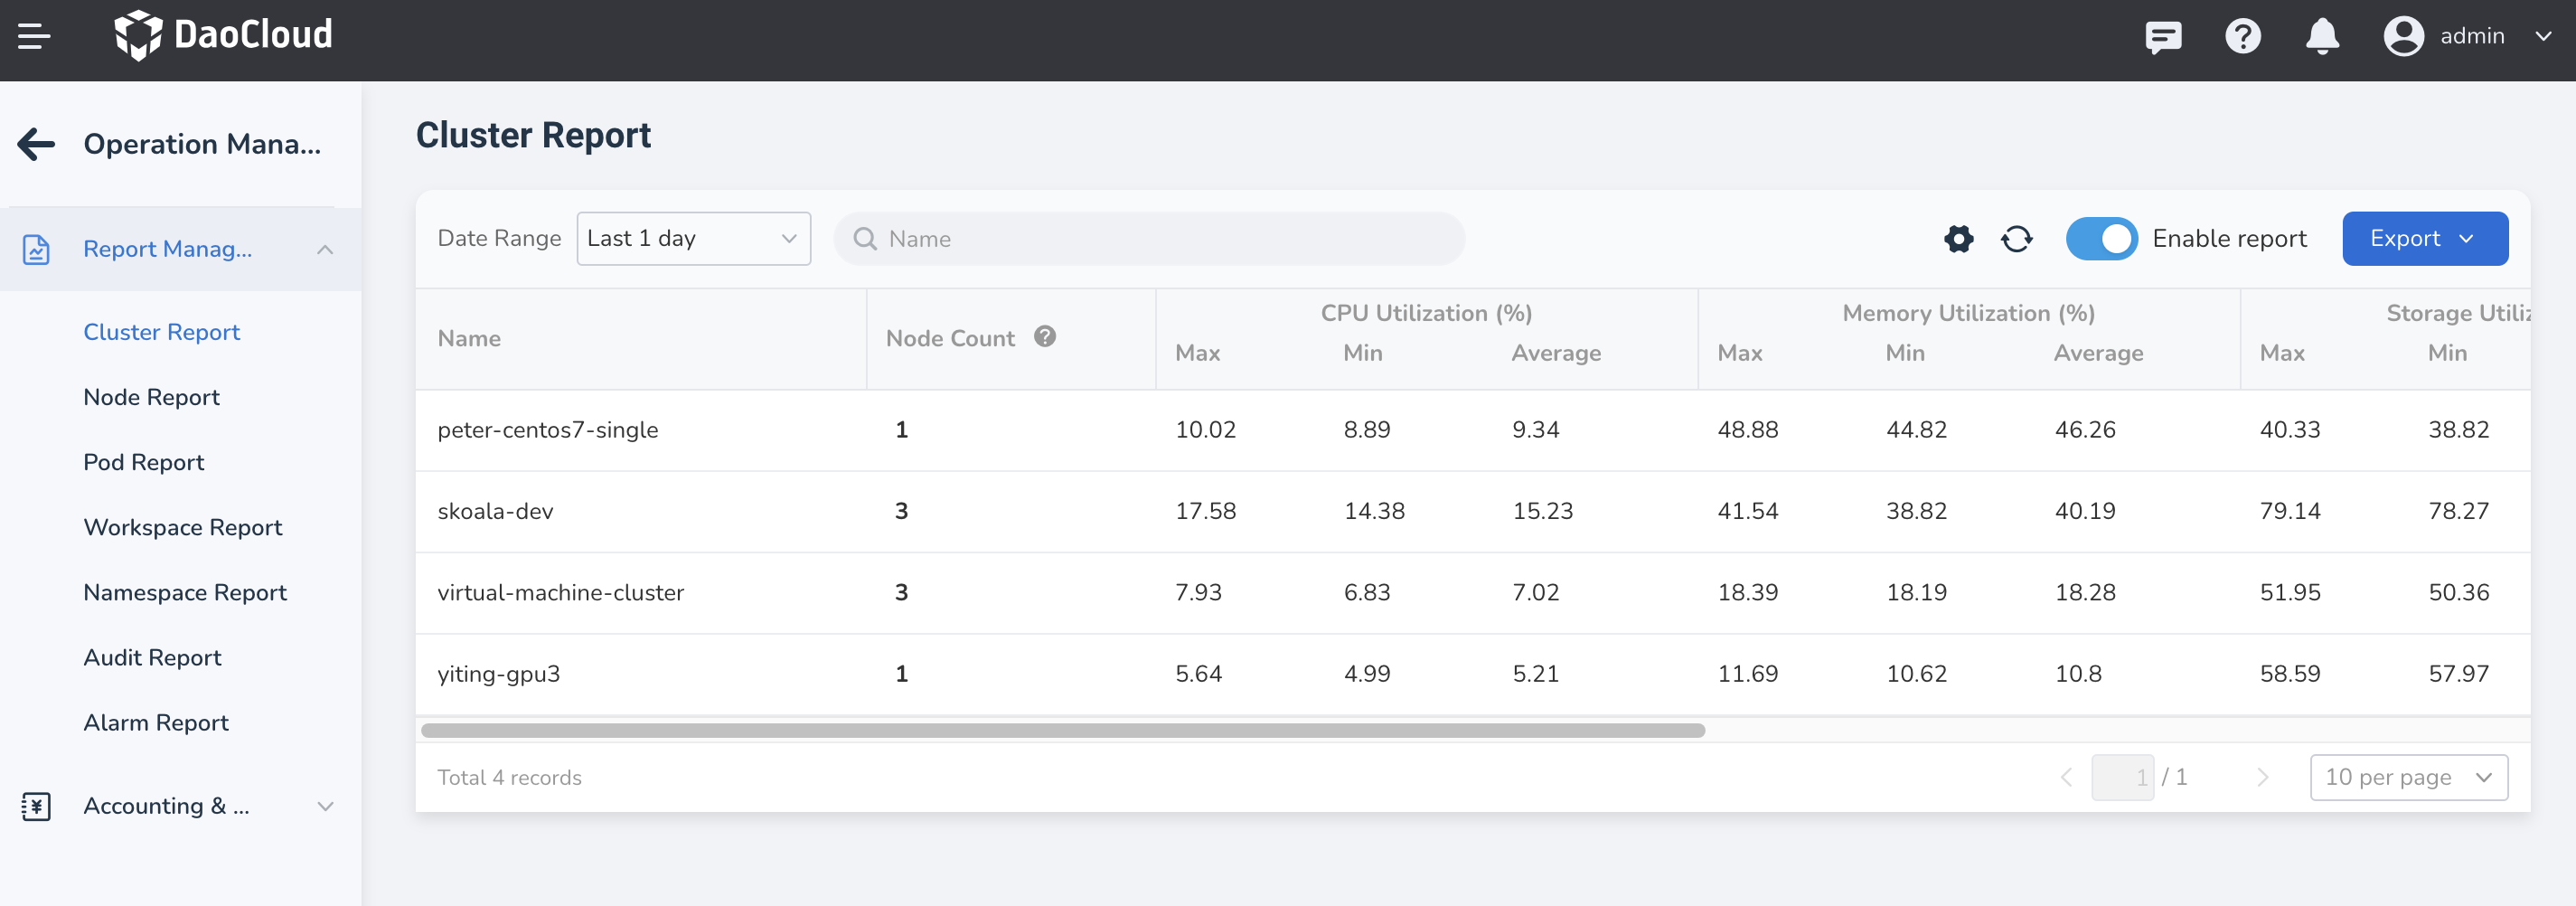 DaoCloud
admin
Operation Mana...
Report Manag...
Cluster Report
Node Report
Pod Report
Workspace Report
Namespace Report
Audit Report
Alarm Report
Accounting & ...
Cluster Report
Date Range Last 1 day Name Enable report Export
Name Node Count ? CPU Utilization (%) Memory Utilization (%) Storage Utiliz
Max Min Average Max Min Average Max Min
peter-centos7-single 1 10.02 8.89 9.34 48.88 44.82 46.26 40.33 38.82
skoala-dev 3 17.58 14.38 15.23 41.54 38.82 40.19 79.14 78.27
virtual-machine-cluster 3 7.93 6.83 7.02 18.39 18.19 18.28 51.95 50.36
yiting-gpu3 1 5.64 4.99 5.21 11.69 10.62 10.8 58.59 57.97
Total 4 records 1 / 1 10 per page